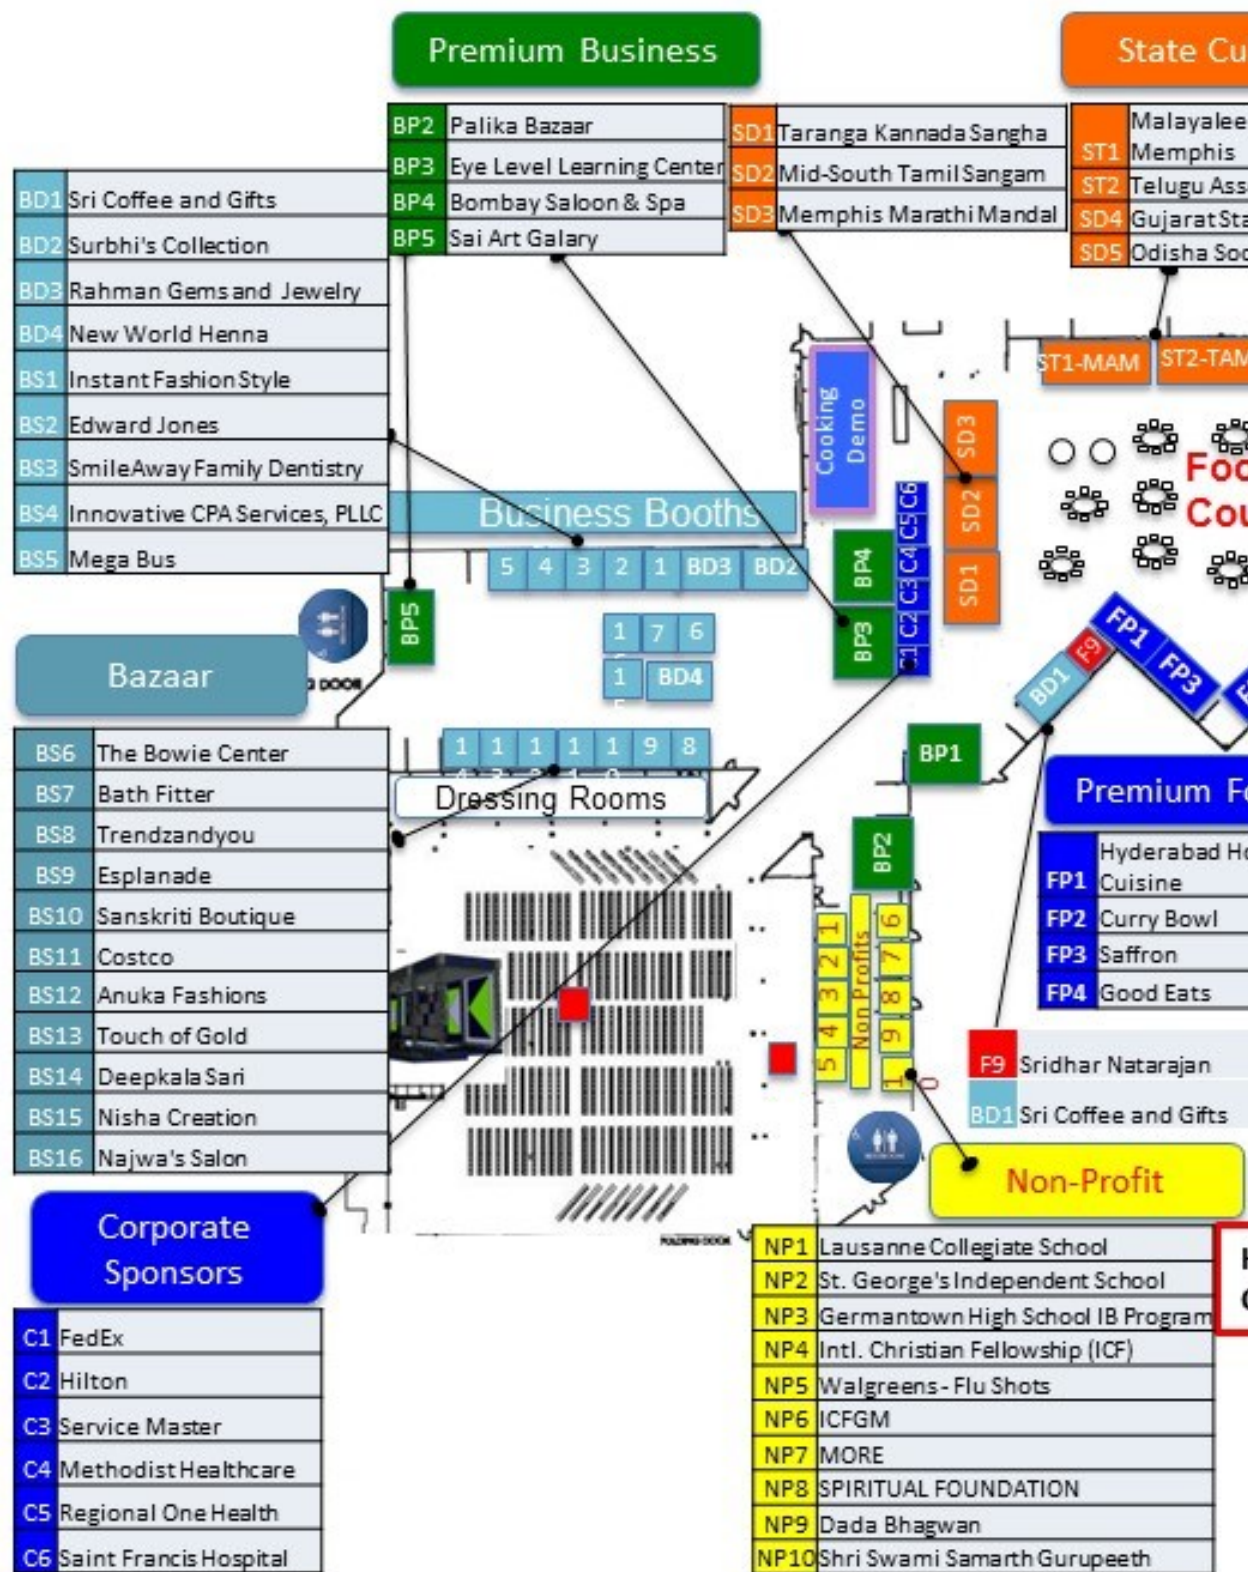 Premium Business
State Cu
BP2 Palika Bazaar
BP3 Eye Level Learning Center
BP4 Bombay Saloon & Spa
BP5 Sai Art Galary
SD1 Taranga Kannada Sangha
SD2 Mid-South Tamil Sangam
SD3 Memphis Marathi Mandal
Malayalee
ST1 Memphis
ST2 Telugu Ass
SD4 Gujarat Sta
SD5 Odisha Soc
BD1 Sri Coffee and Gifts
BD2 Surbhi's Collection
BD3 Rahman Gems and Jewelry
BD4 New World Henna
BS1 Instant Fashion Style
BS2 Edward Jones
BS3 SmileAway Family Dentistry
BS4 Innovative CPA Services, PLLC
BS5 Mega Bus
ST1-MAM ST2-TAM
Cooking
Demo
SD3
SD2
SD1
Foo
Cou
Business Booths
5 4 3 2 1 BD3 BD2
BP4
BP3
C6
C5
C4
C3
C2
C1
BP5
1 7 6
15 BD4
FP1
FP3
F9
BD1
DOOR
Bazaar
14 13 1 11 10 9 8
Dressing Rooms
BP1
BP2
BS6 The Bowie Center
BS7 Bath Fitter
BS8 Trendzandyou
BS9 Esplanade
BS10 Sanskriti Boutique
BS11 Costco
BS12 Anuka Fashions
BS13 Touch of Gold
BS14 Deepkala Sari
BS15 Nisha Creation
BS16 Najwa's Salon
Premium Fo
Hyderabad Ho
FP1 Cuisine
FP2 Curry Bowl
FP3 Saffron
FP4 Good Eats
1 6
2 7
3 8
4 9
5 10
Non Profits
F9 Sridhar Natarajan
BD1 Sri Coffee and Gifts
Non-Profit
FOLDING DOOR
Corporate
Sponsors
C1 FedEx
C2 Hilton
C3 Service Master
C4 Methodist Healthcare
C5 Regional One Health
C6 Saint Francis Hospital
NP1 Lausanne Collegiate School
NP2 St. George's Independent School
NP3 Germantown High School IB Program
NP4 Intl. Christian Fellowship (ICF)
NP5 Walgreens - Flu Shots
NP6 ICFGM
NP7 MORE
NP8 SPIRITUAL FOUNDATION
NP9 Dada Bhagwan
NP10 Shri Swami Samarth Gurupeeth